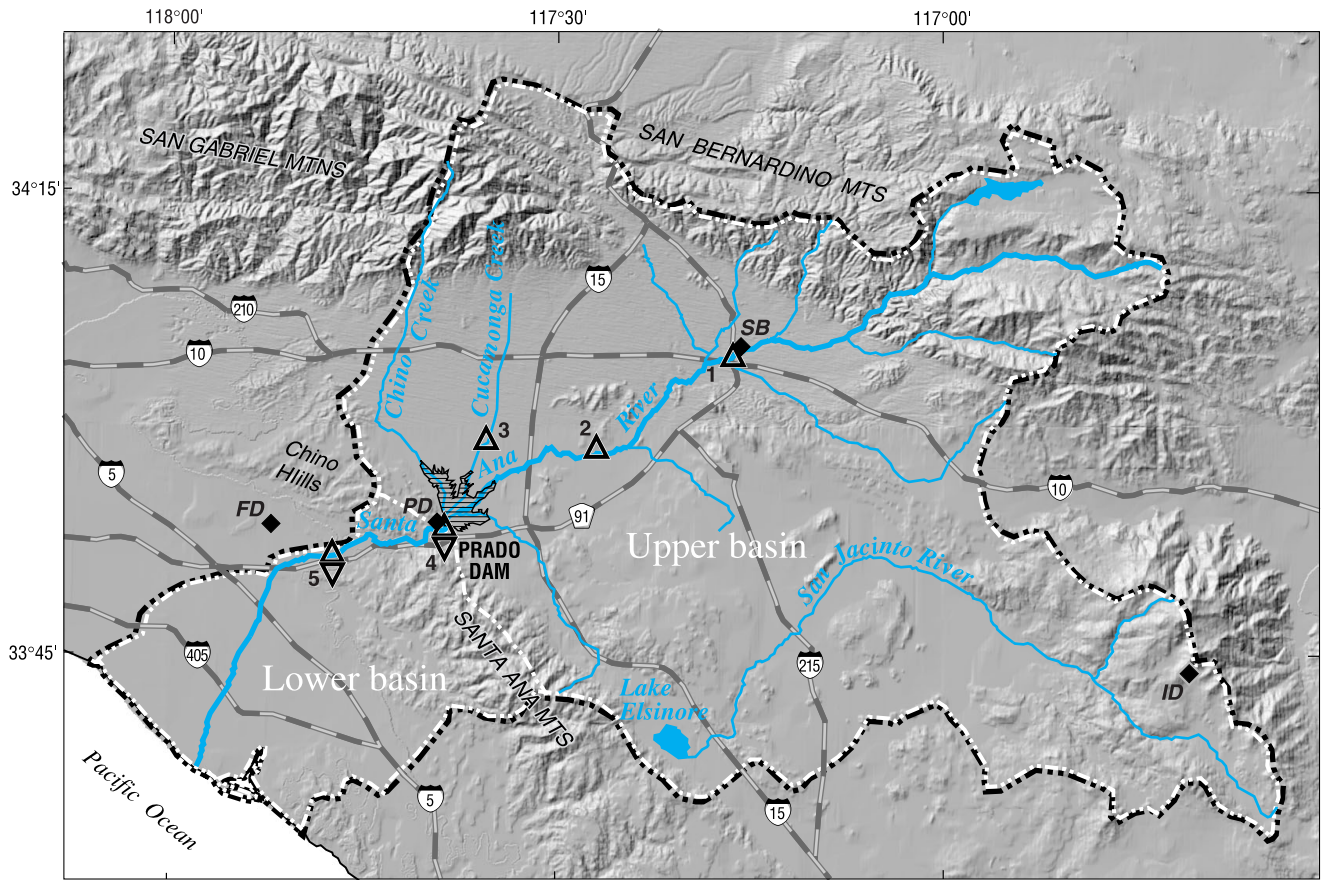 118°00'
117°30'
117°00'
34°15'
33°45'
SAN GABRIEL MTNS
SAN BERNARDINO MTS
Chino Creek
Cucamonga Creek
15
210
10
SB
1
River
2
3
Ana
Chino
HIills
5
FD
PD
Santa
91
10
PRADO
DAM
4
5
Upper basin
San Jacinto River
SANTA ANA MTS
405
Lower basin
215
ID
Lake
Elsinore
Pacific Ocean
5
15